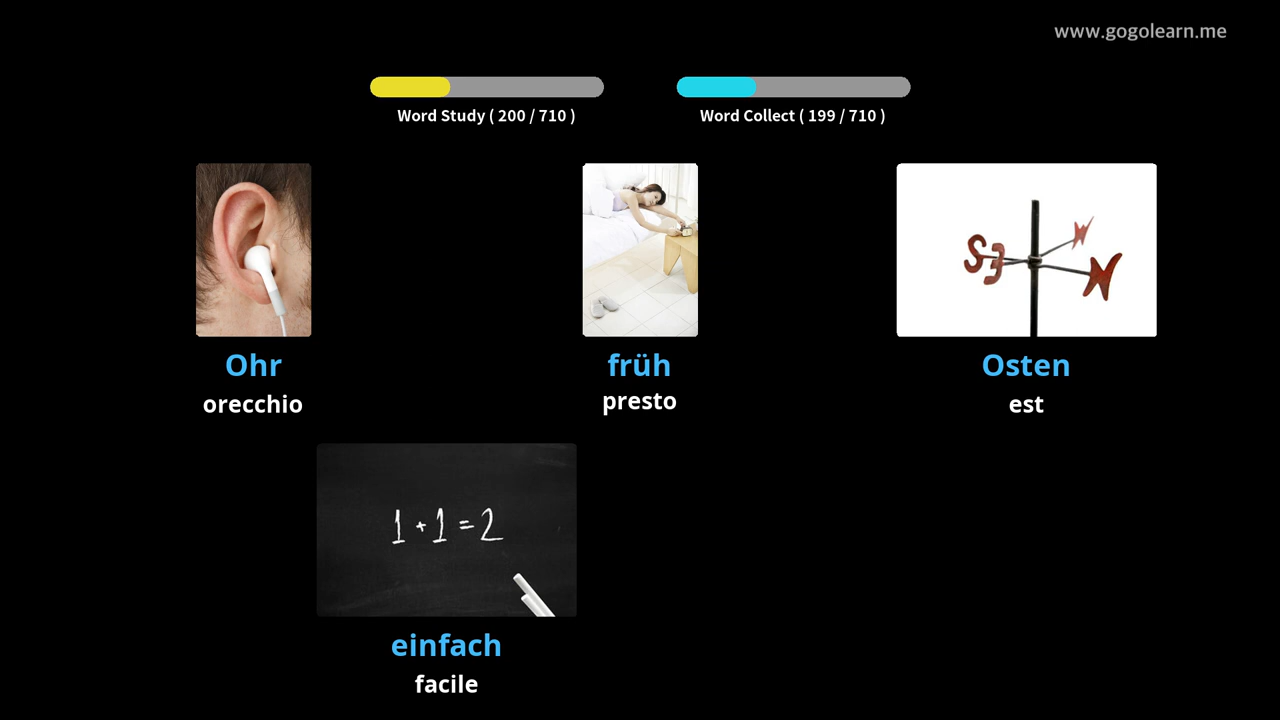 www.gogolearn.me
Word Study ( 200 / 710 )
Word Collect ( 199 / 710 )
Ohr
orecchio
früh
presto
S E N
Osten
est
1 + 1 = 2
einfach
facile